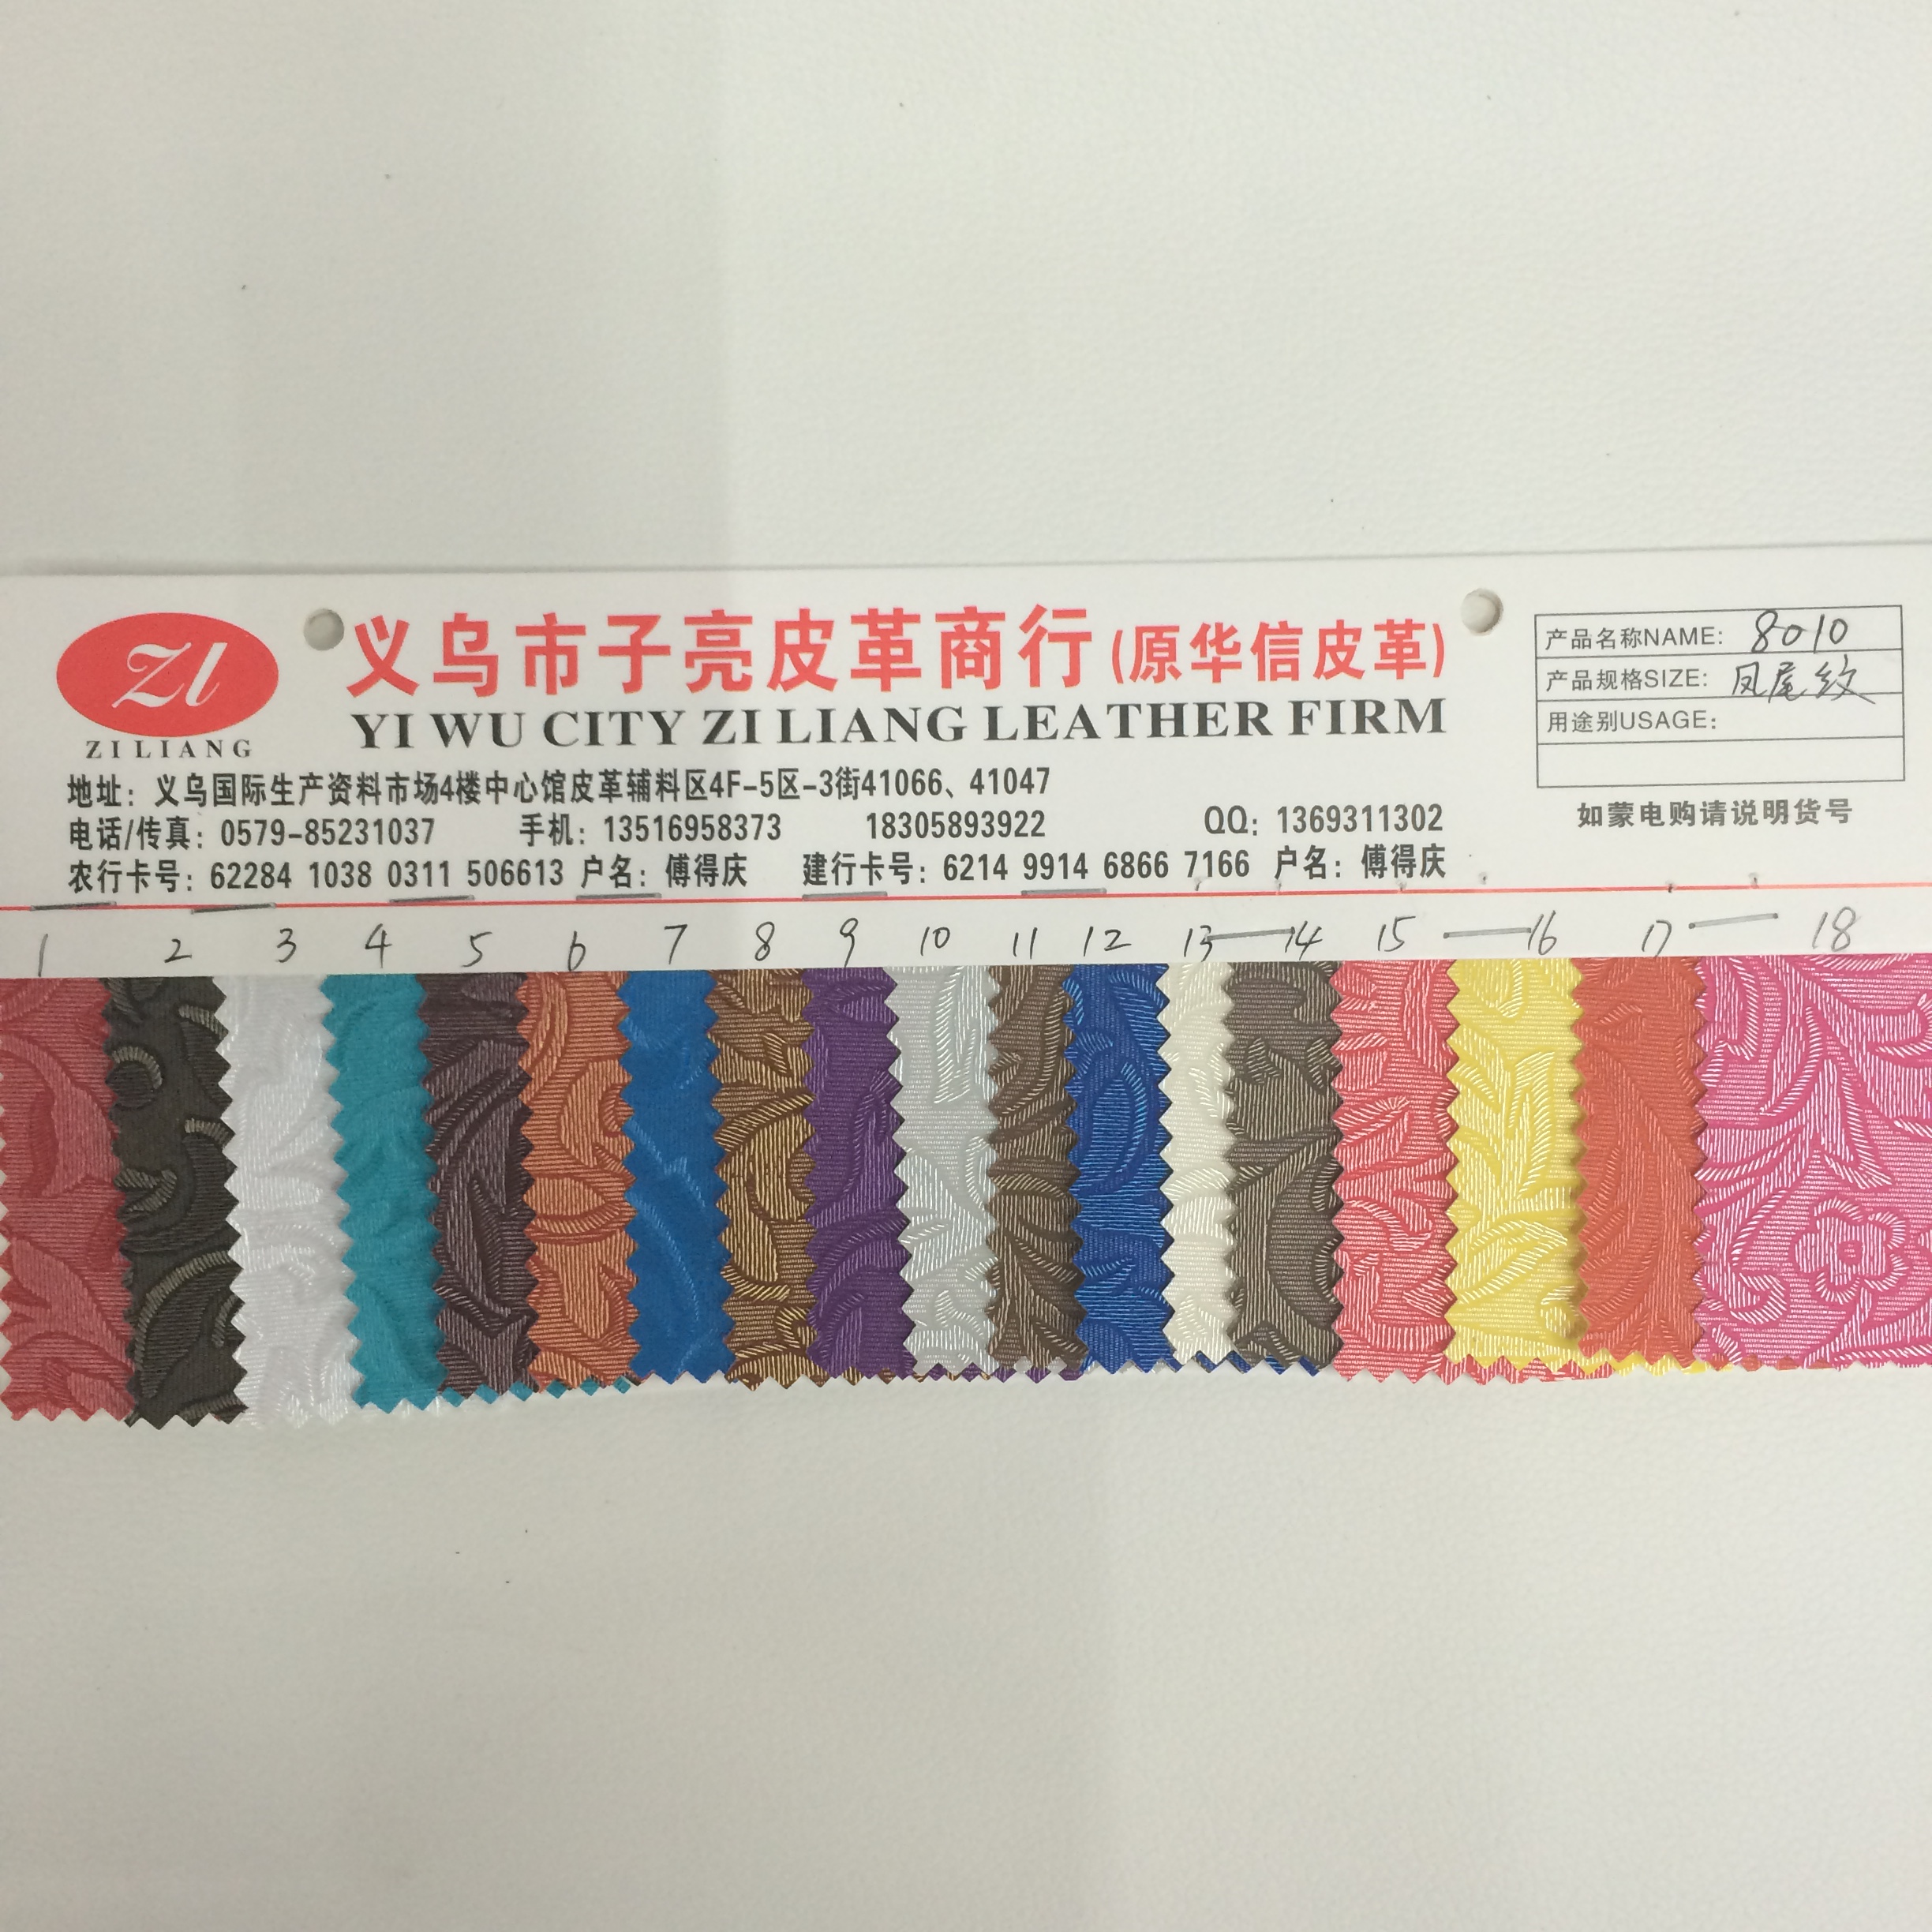 Zl
ZILIANG
义乌市子亮皮革商行(原华信皮革)
YI WU CITY ZI LIANG LEATHER FIRM
地址：义乌国际生产资料市场4楼中心馆皮革辅料区4F-5区-3街41066、41047
电话/传真：0579-85231037 手机：13516958373 18305893922 QQ：1369311302
农行卡号：62284 1038 0311 506613 户名：傅得庆 建行卡号：6214 9914 6866 7166 户名：傅得庆
产品名称NAME: 8010
产品规格SIZE: 凤尾纹
用途别USAGE:
如蒙电购请说明货号
1 2 3 4 5 6 7 8 9 10 11 12 13 14 15 16 17 18